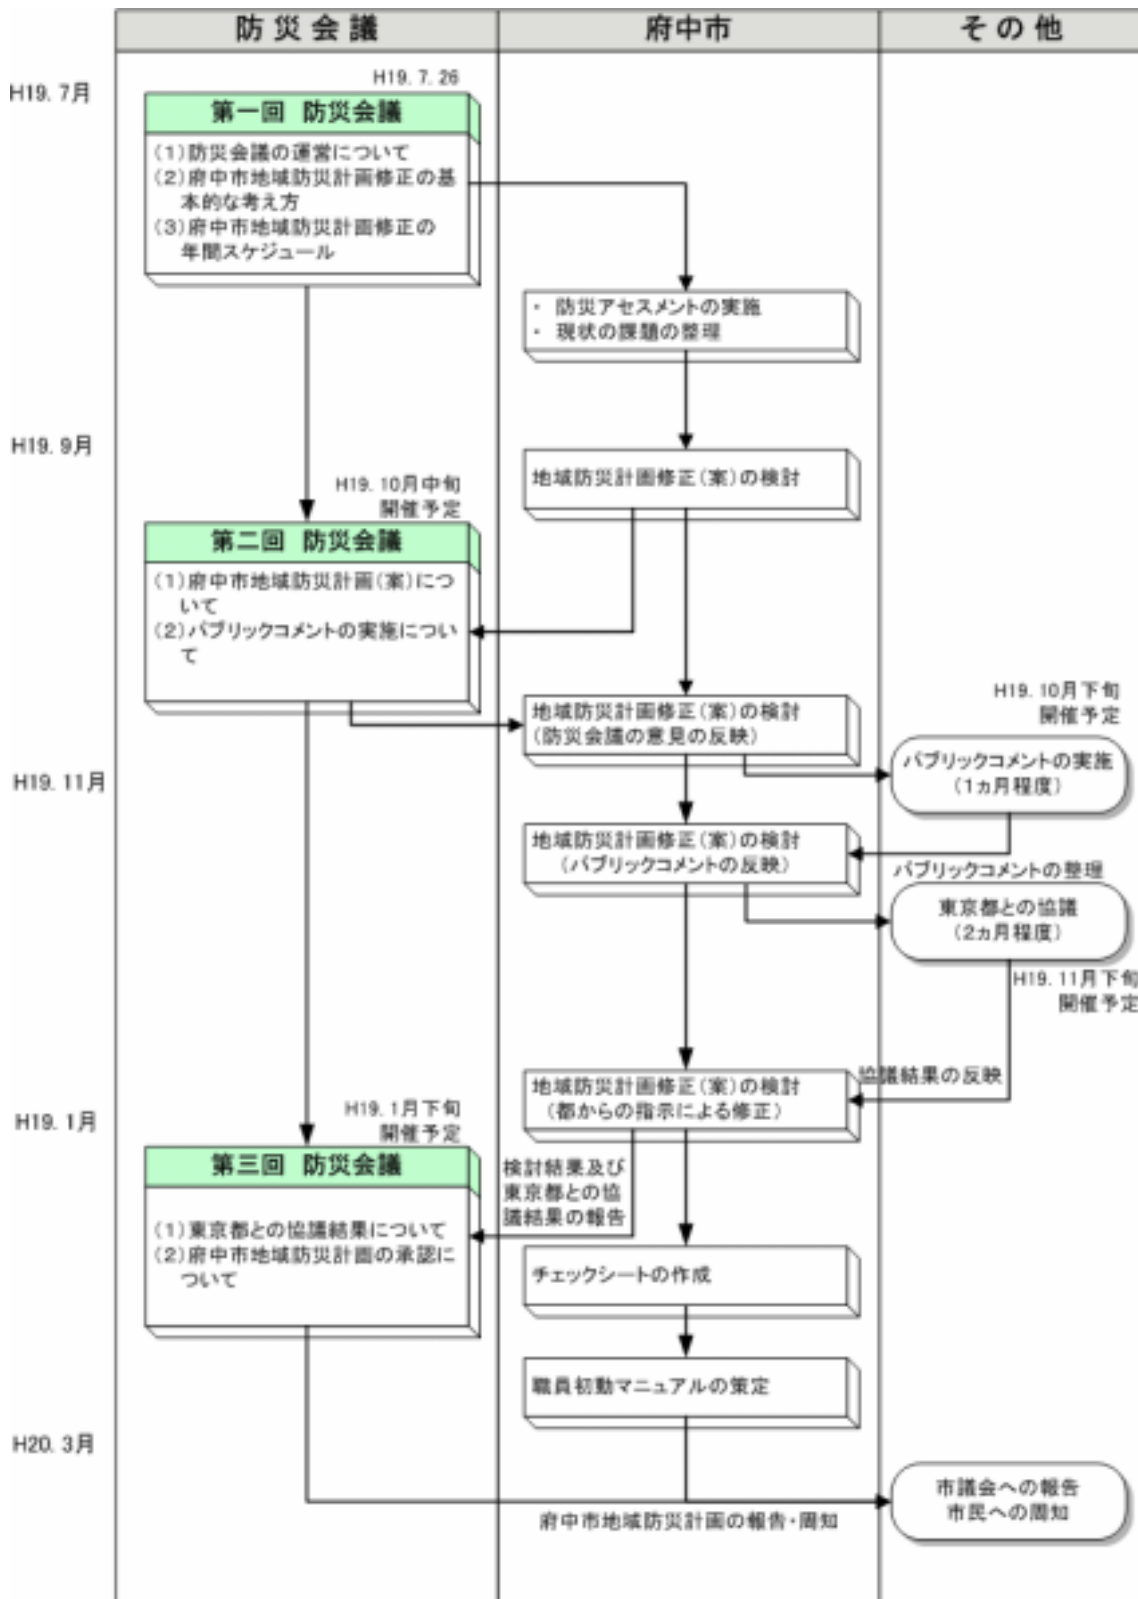 防災会議
府中市
その他
H19. 7月
H19. 7. 26
第一回 防災会議
(1)防災会議の運営について
(2)府中市地域防災計画修正の基
本的な考え方
(3)府中市地域防災計画修正の
年間スケジュール
・ 防災アセスメントの実施
・ 現状の課題の整理
H19. 9月
地域防災計画修正(案)の検討
H19. 10月中旬
開催予定
第二回 防災会議
(1)府中市地域防災計画(案)につ
いて
(2)パブリックコメントの実施につい
て
地域防災計画修正(案)の検討
(防災会議の意見の反映)
H19. 10月下旬
開催予定
パブリックコメントの実施
(1ヵ月程度)
H19. 11月
地域防災計画修正(案)の検討
(パブリックコメントの反映)
パブリックコメントの整理
東京都との協議
(2ヵ月程度)
H19. 11月下旬
開催予定
協議結果の反映
地域防災計画修正(案)の検討
(都からの指示による修正)
H19. 1月
H19. 1月下旬
開催予定
第三回 防災会議
(1)東京都との協議結果について
(2)府中市地域防災計画の承認に
ついて
検討結果及び
東京都との協
議結果の報告
チェックシートの作成
職員初動マニュアルの策定
H20. 3月
市議会への報告
市民への周知
府中市地域防災計画の報告・周知